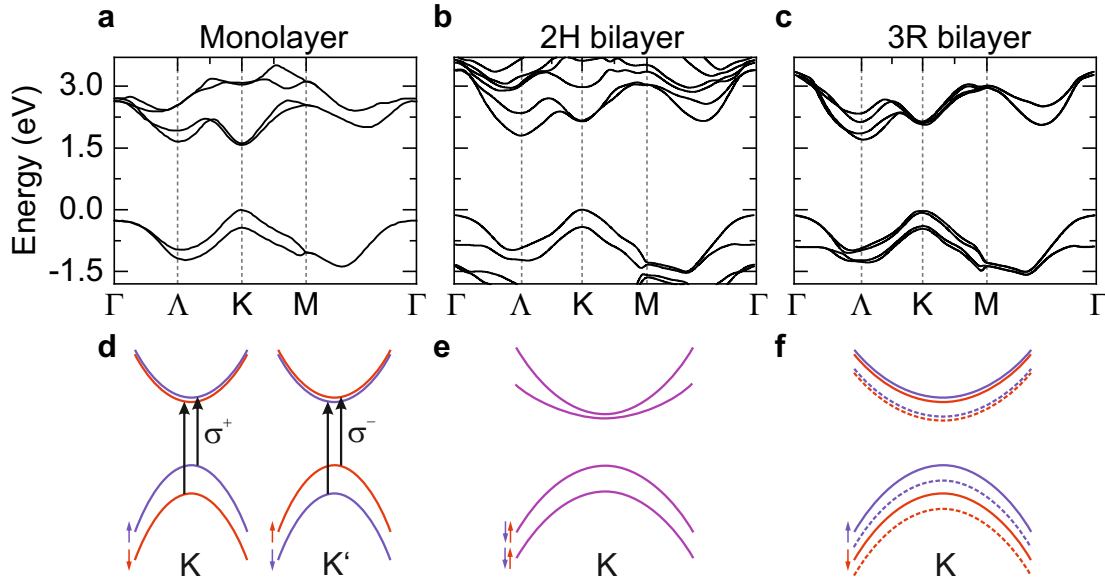 a
b
c
Monolayer
2H bilayer
3R bilayer
Energy (eV)
3.0
1.5
0.0
-1.5
Γ Λ K M Γ
Γ Λ K M Γ
Γ Λ K M Γ
d
e
f
σ+
σ-
K
K‘
K
K